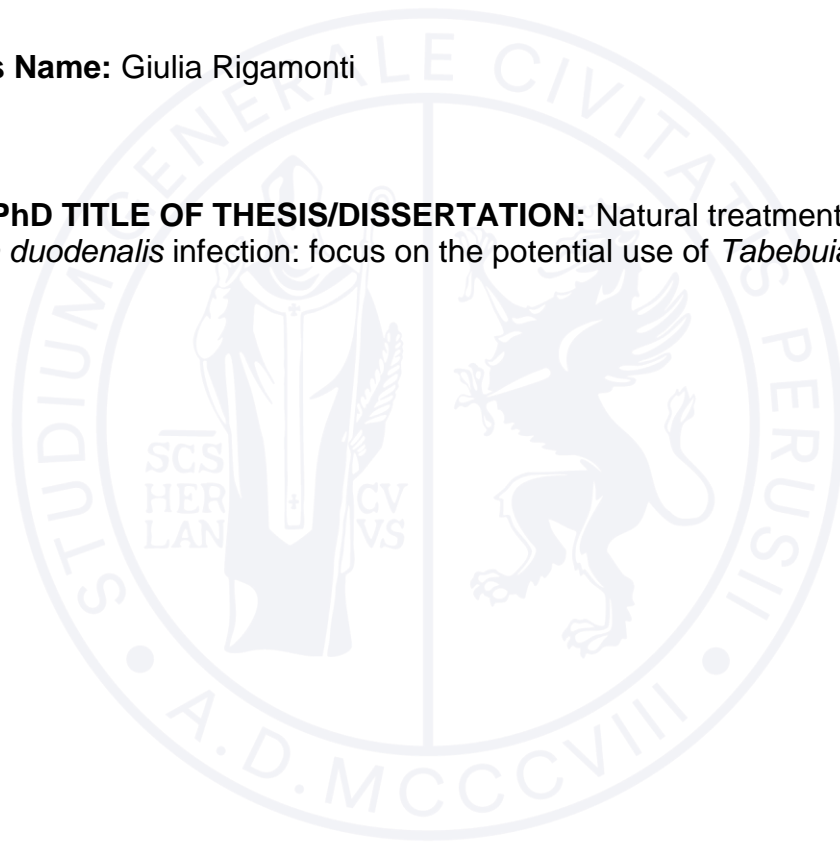 s Name: Giulia Rigamonti
PhD TITLE OF THESIS/DISSERTATION: Natural treatment
duodenalis infection: focus on the potential use of Tabebuia
STUDIUM GENERALE CIVITATIS PERUSII
SCS
HER
LAN
CV
VS
A.D. MCCCVIII